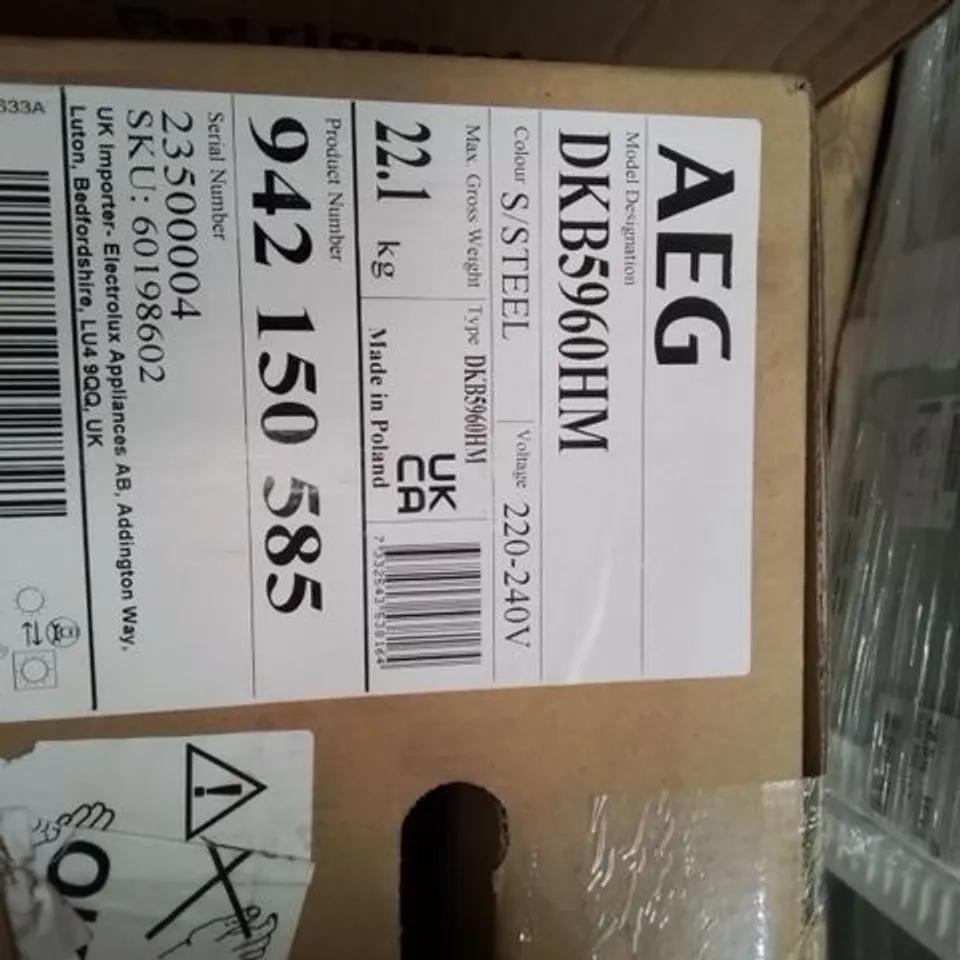 AEG
Model Designation
DKB5960HM
Colour S/STEEL
Voltage 220-240V
Max. Gross Weight
22.1 kg
Type DKB5960HM
UK
CA
Made in Poland
Product Number
942 150 585
Serial Number
23500004
SKU: 60198602
UK Importer- Electrolux Appliances AB, Addington Way,
Luton, Bedfordshire, LU4 9QQ, UK
633A